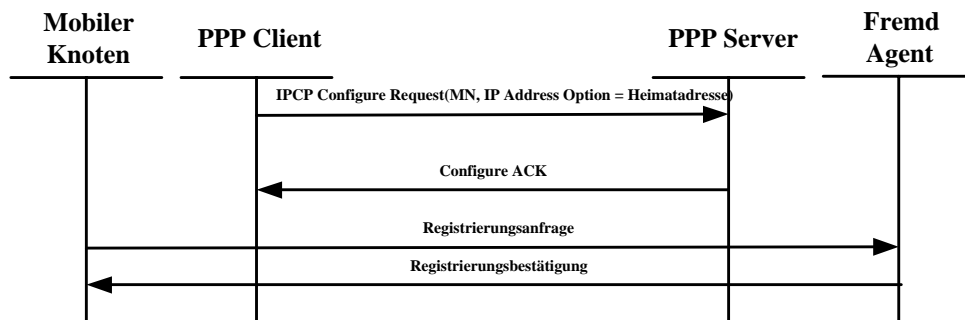 Mobiler
Knoten
PPP Client
PPP Server
Fremd
Agent
IPCP Configure Request(MN, IP Address Option = Heimatadresse)
Configure ACK
Registrierungsanfrage
Registrierungsbestätigung